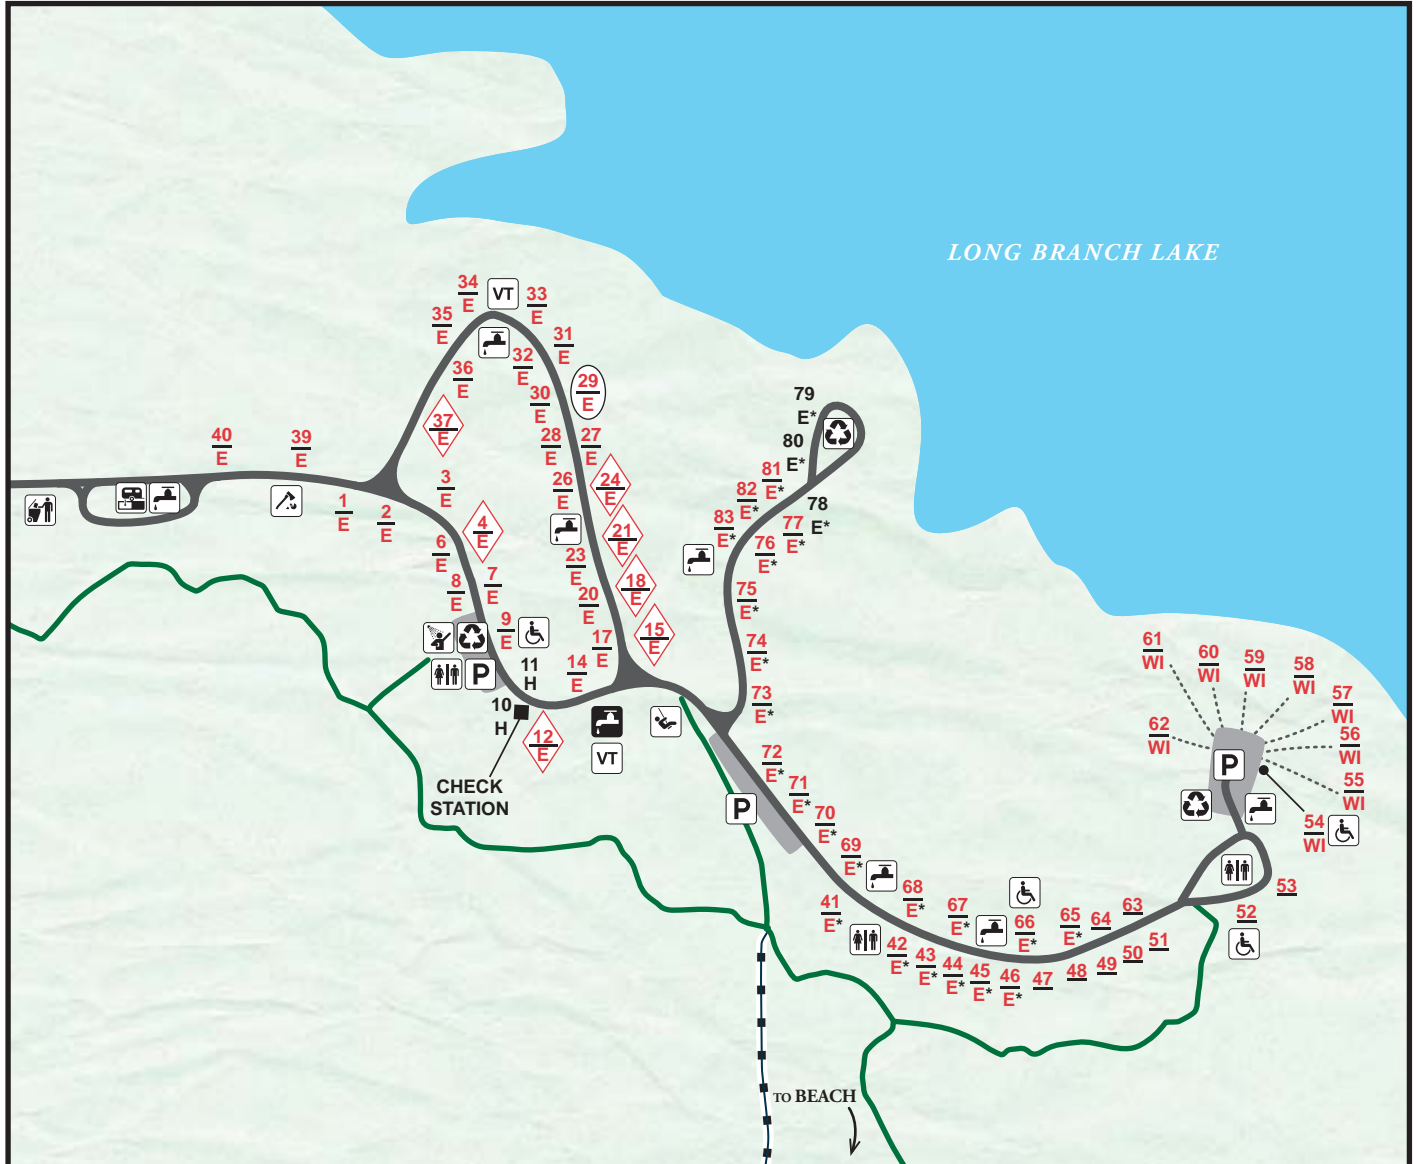 LONG BRANCH LAKE
34
E
VT
33
E
35
E
31
E
32
E
36
E
29
E
30
E
37
E
79
E*
80
E*
40
E
39
E
28
E
27
E
81
E*
3
E
26
E
24
E
82
E*
78
E*
1
E
2
E
4
E
21
E
83
E*
77
E*
6
E
23
E
76
E*
8
E
7
E
20
E
18
E
75
E*
9
E
17
E
15
E
74
E*
P
11
H
14
E
10
H
12
E
VT
73
E*
CHECK
STATION
61
WI
60
WI
59
WI
58
WI
57
WI
62
WI
56
WI
P
55
WI
54
WI
72
E*
71
E*
P
70
E*
69
E*
68
E*
67
E*
66
E*
65
E*
64
63
53
52
41
E*
42
E*
43
E*
44
E*
45
E*
46
E*
47
48
49
50
51
TO BEACH